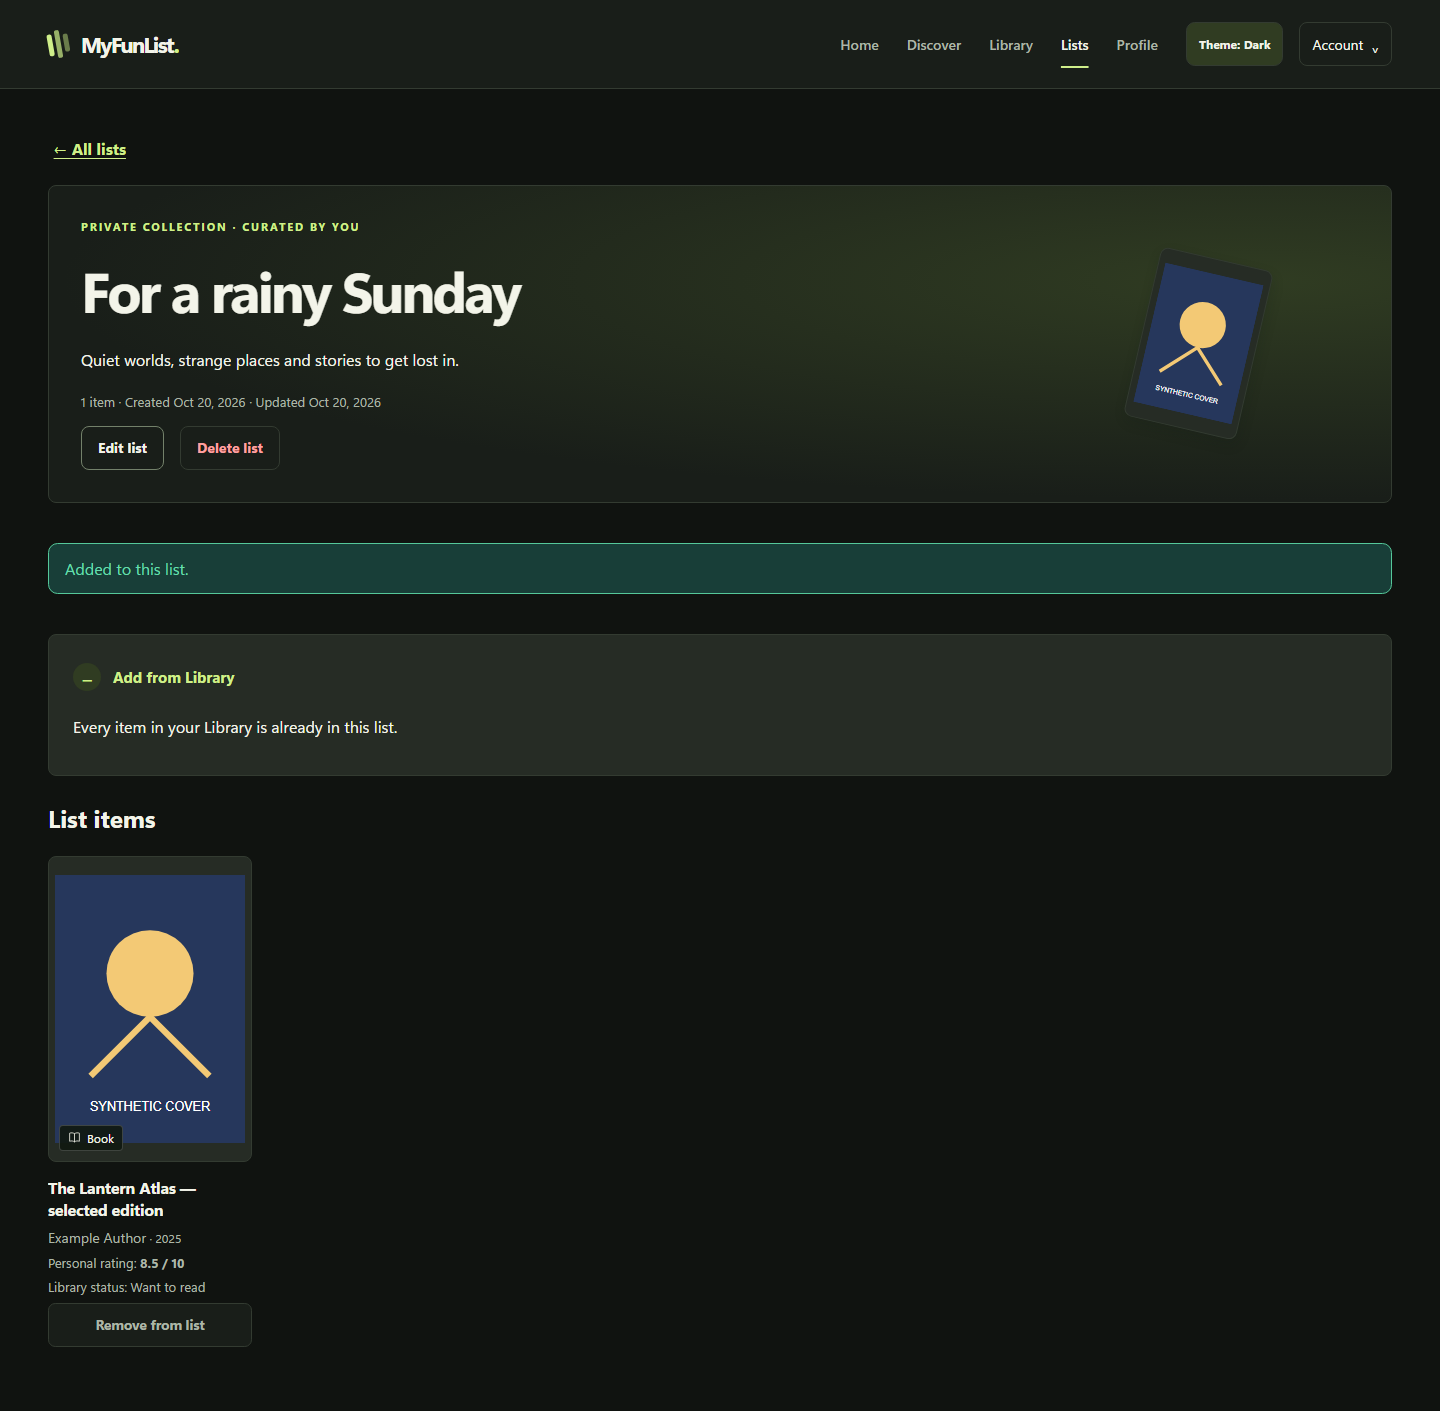 MyFunList.
Home
Discover
Library
Lists
Profile
Theme: Dark
Account
← All lists
PRIVATE COLLECTION · CURATED BY YOU
For a rainy Sunday
Quiet worlds, strange places and stories to get lost in.
1 item · Created Oct 20, 2026 · Updated Oct 20, 2026
Edit list
Delete list
SYNTHETIC COVER
Added to this list.
– Add from Library
Every item in your Library is already in this list.
List items
SYNTHETIC COVER
Book
The Lantern Atlas —
selected edition
Example Author · 2025
Personal rating: 8.5 / 10
Library status: Want to read
Remove from list